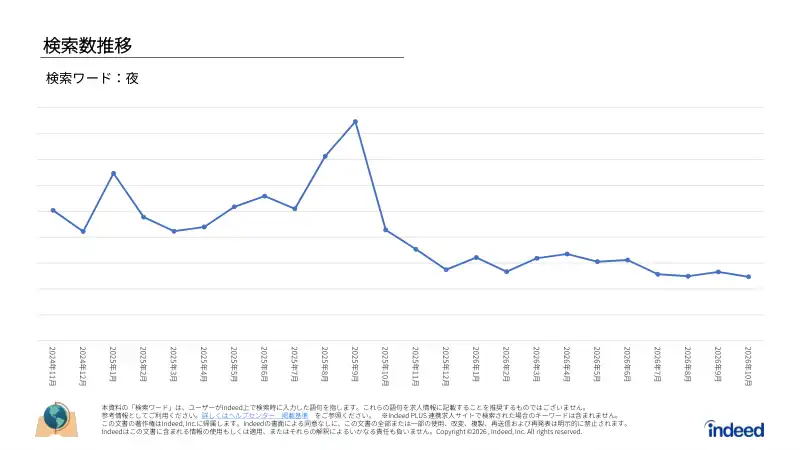 検索数推移
検索ワード：夜
2024年11月
2024年12月
2025年1月
2025年2月
2025年3月
2025年4月
2025年5月
2025年6月
2025年7月
2025年8月
2025年9月
2025年10月
2025年11月
2025年12月
2026年1月
2026年2月
2026年3月
2026年4月
2026年5月
2026年6月
2026年7月
2026年8月
2026年9月
2026年10月
本資料の「検索ワード」は、ユーザーがIndeed上で検索時に入力した語句を指します。これらの語句を求人情報に記載することを推奨するものではございません。
参考情報としてご利用ください。詳しくはヘルプセンター　掲載基準　をご参照ください。　※Indeed PLUS 連携求人サイトで検索された場合のキーワードは含まれません。
この文書の著作権はIndeed, Inc.に帰属します。Indeedの書面による同意なしに、この文書の全部または一部の使用、改変、複製、再送信および再発表は明示的に禁止されます。
Indeedはこの文書に含まれる情報の使用もしくは適用、またはそれらの解釈によるいかなる責任も負いません。Copyright ©2026 , Indeed, Inc. All rights reserved.
indeed